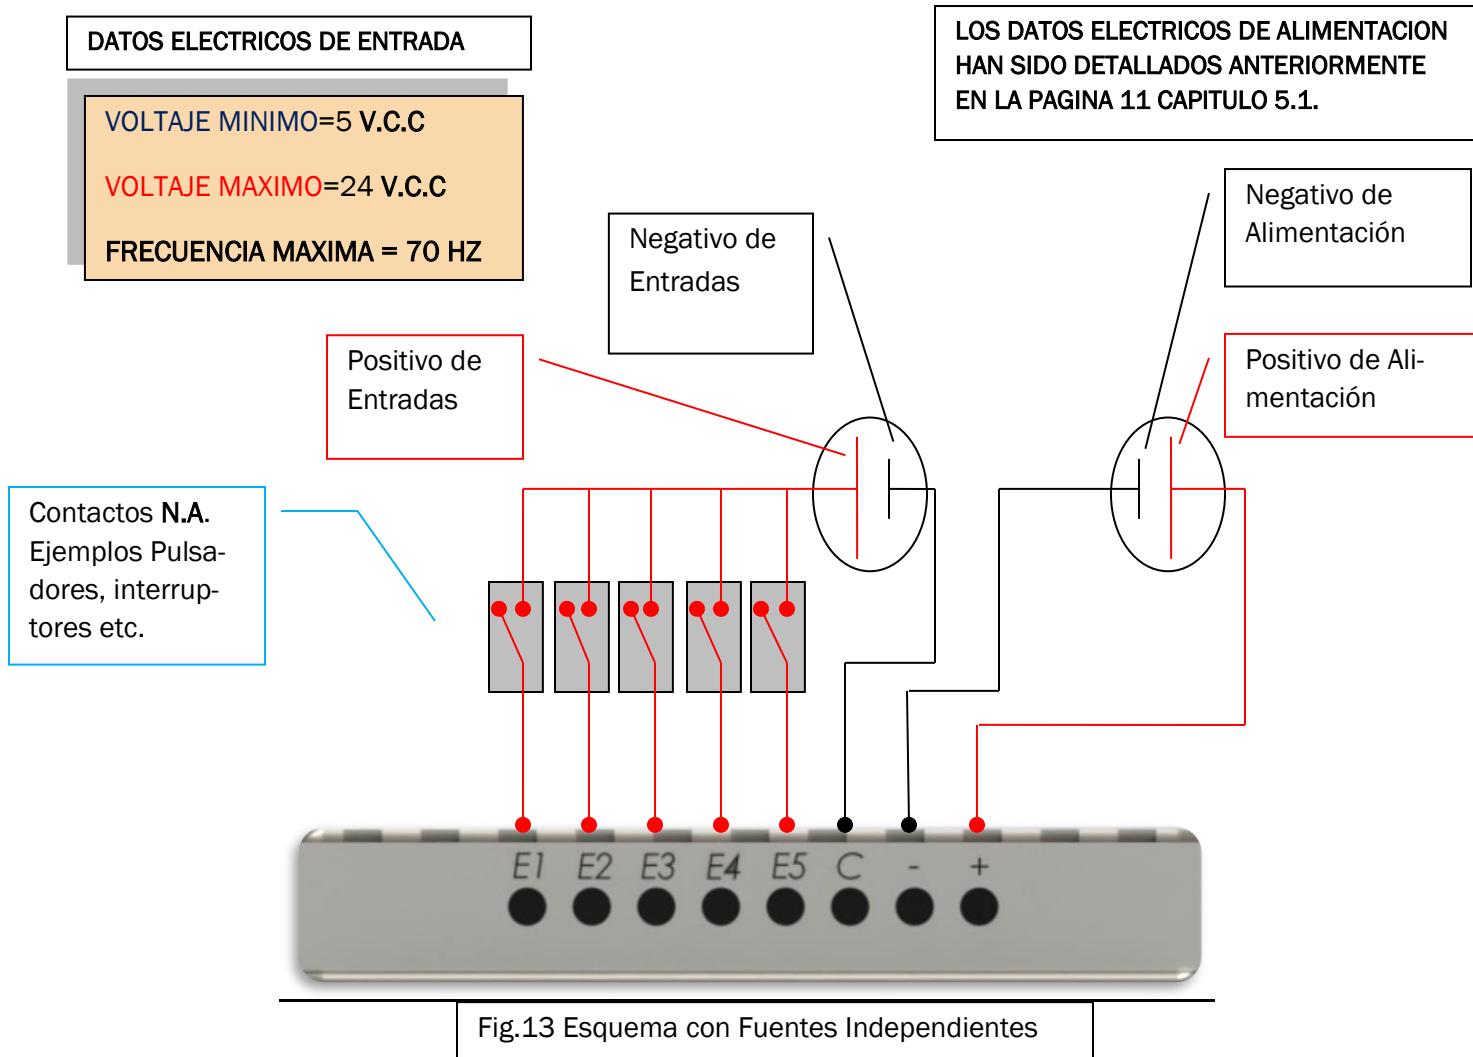 DATOS ELECTRICOS DE ENTRADA
VOLTAJE MINIMO=5 V.C.C
VOLTAJE MAXIMO=24 V.C.C
FRECUENCIA MAXIMA = 70 HZ
LOS DATOS ELECTRICOS DE ALIMENTACION
HAN SIDO DETALLADOS ANTERIORMENTE
EN LA PAGINA 11 CAPITULO 5.1.
Negativo de
Entradas
Negativo de
Alimentación
Positivo de
Entradas
Positivo de Ali-
mentación
Contactos N.A.
Ejemplos Pulsa-
dores, interrup-
tores etc.
E1 E2 E3 E4 E5 C - +
Fig.13 Esquema con Fuentes Independientes